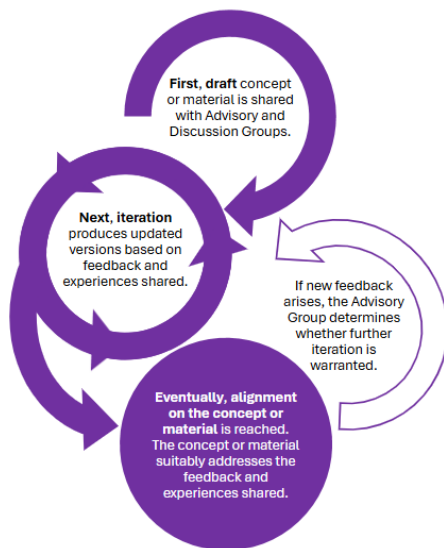 First, draft concept
or material is shared
with Advisory and
Discussion Groups.
Next, iteration
produces updated
versions based on
feedback and
experiences shared.
If new feedback
arises, the Advisory
Group determines
whether further
iteration is
warranted.
Eventually, alignment
on the concept or
material is reached.
The concept or material
suitably addresses the
feedback and
experiences shared.